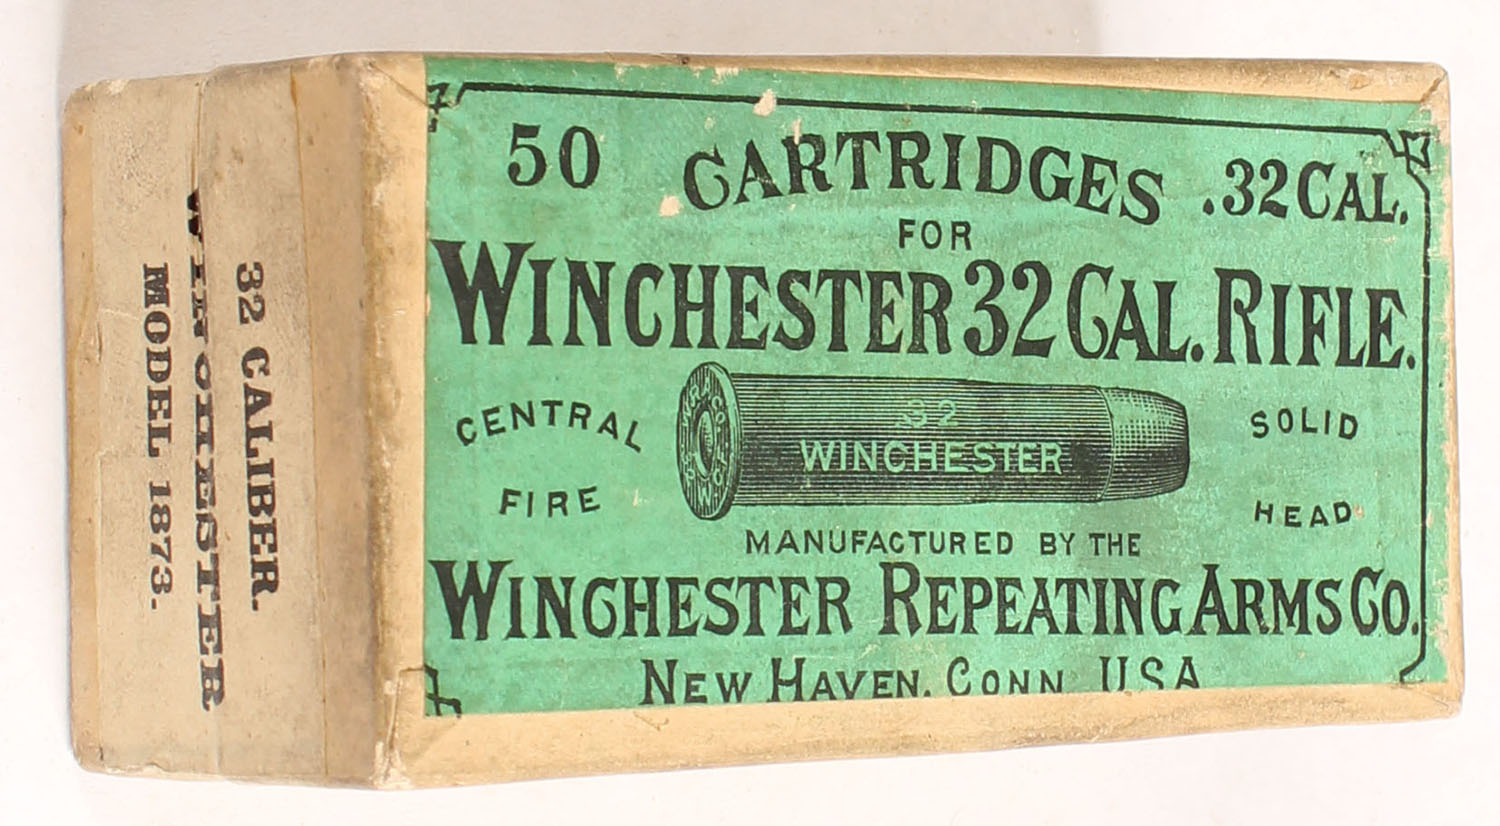 50 CARTRIDGES .32 CAL.
FOR
WINCHESTER 32 CAL. RIFLE.
CENTRAL
FIRE
.32
WINCHESTER
SOLID
HEAD
MANUFACTURED BY THE
WINCHESTER REPEATING ARMS CO.
NEW HAVEN, CONN. U.S.A.
32 CALIBER.
WINCHESTER
MODEL 1873.